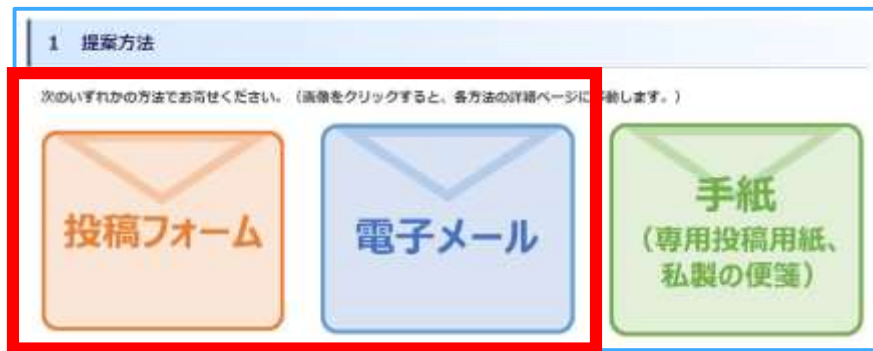 1 提案方法
次のいずれかの方法でお寄せください。（画像をクリックすると、各方法の詳細ページに移動します。）
投稿フォーム
電子メール
手紙
（専用投稿用紙、
私製の便箋）